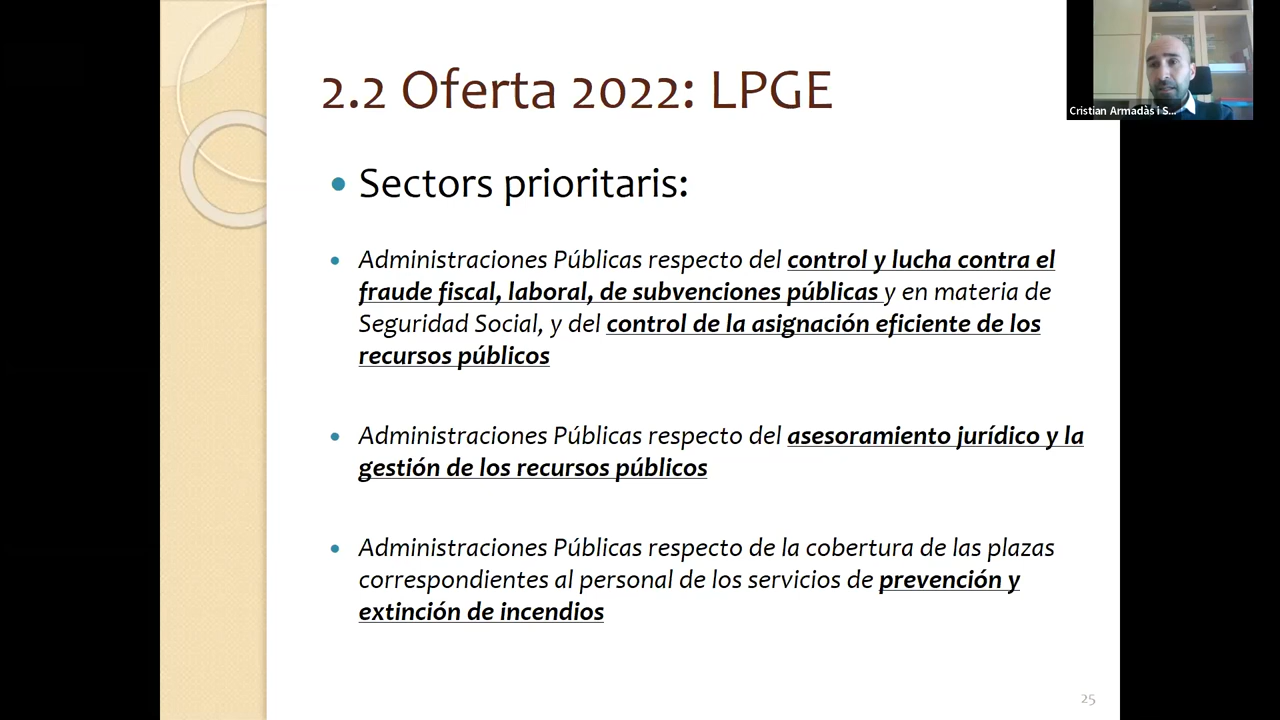 2.2 Oferta 2022: LPGE
Cristian Armadàs i S...
• Sectors prioritaris:
• Administraciones Públicas respecto del control y lucha contra el
fraude fiscal, laboral, de subvenciones públicas y en materia de
Seguridad Social, y del control de la asignación eficiente de los
recursos públicos
• Administraciones Públicas respecto del asesoramiento jurídico y la
gestión de los recursos públicos
• Administraciones Públicas respecto de la cobertura de las plazas
correspondientes al personal de los servicios de prevención y
extinción de incendios
25